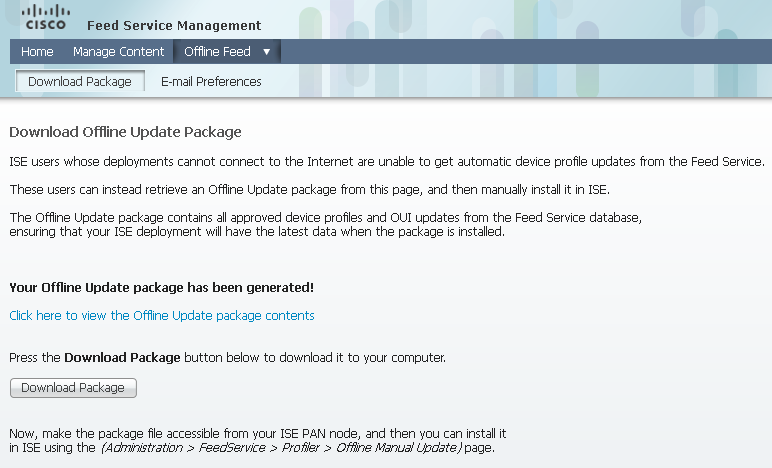 CISCO Feed Service Management
Home Manage Content Offline Feed
Download Package E-mail Preferences
Download Offline Update Package
ISE users whose deployments cannot connect to the Internet are unable to get automatic device profile updates from the Feed Service.
These users can instead retrieve an Offline Update package from this page, and then manually install it in ISE.
The Offline Update package contains all approved device profiles and OUI updates from the Feed Service database,
ensuring that your ISE deployment will have the latest data when the package is installed.
Your Offline Update package has been generated!
Click here to view the Offline Update package contents
Press the Download Package button below to download it to your computer.
Download Package
Now, make the package file accessible from your ISE PAN node, and then you can install it
in ISE using the (Administration > FeedService > Profiler > Offline Manual Update) page.